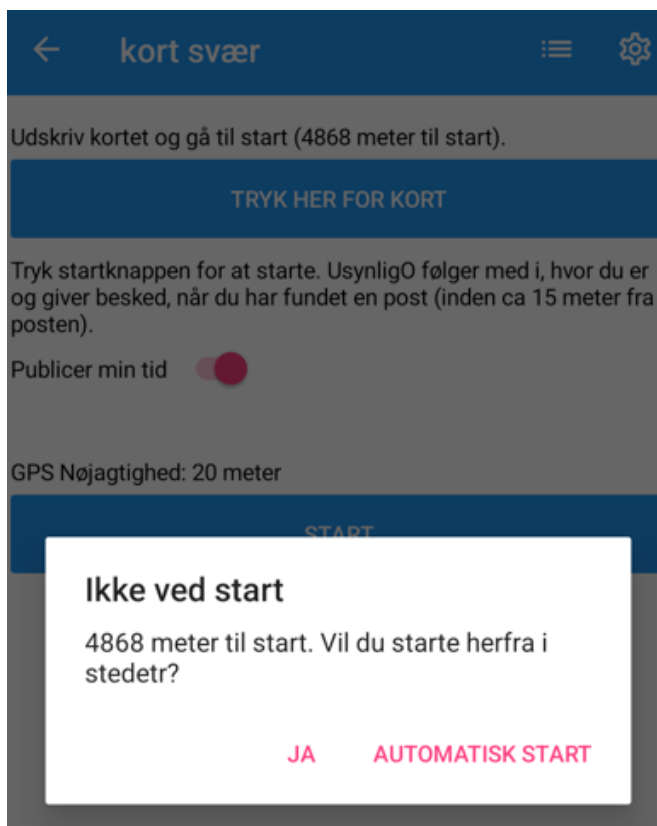 kort svær
Udskriv kortet og gå til start (4868 meter til start).
TRYK HER FOR KORT
Tryk startknappen for at starte. UsynligO følger med i, hvor du er
og giver besked, når du har fundet en post (inden ca 15 meter fra
posten).
Publicer min tid
GPS Nøjagtighed: 20 meter
START
Ikke ved start
4868 meter til start. Vil du starte herfra i
stedetr?
JA AUTOMATISK START